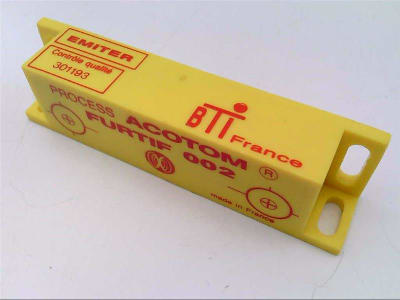 EMITER
Contrôle qualité
301193
PROCESS ACOTOM ®
FURTIF 002
BTI
France
made in France